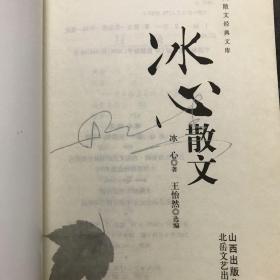 散文经典文库
冰心
散文
冰 心◎著
王怡然◎选编
山西出版
北岳文艺出